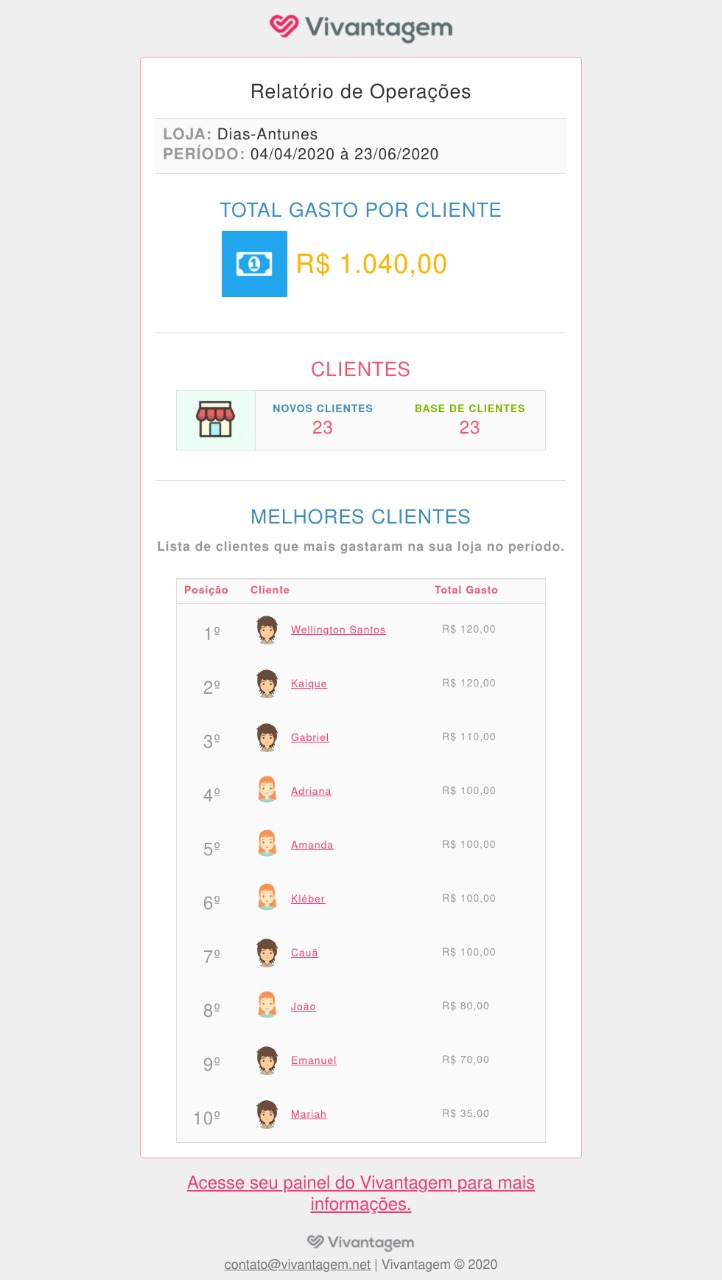 Vivantagem
Relatório de Operações
LOJA: Dias-Antunes
PERÍODO: 04/04/2020 à 23/06/2020
TOTAL GASTO POR CLIENTE
1
R$ 1.040,00
CLIENTES
NOVOS CLIENTES BASE DE CLIENTES
23 23
MELHORES CLIENTES
Lista de clientes que mais gastaram na sua loja no período.
Posição Cliente Total Gasto
1º Wellington Santos R$ 120,00
2º Kaique R$ 120,00
3º Gabriel R$ 110,00
4º Adriana R$ 100,00
5º Amanda R$ 100,00
6º Kléber R$ 100,00
7º Cauã R$ 100,00
8º João R$ 80,00
9º Emanuel R$ 70,00
10º Mariah R$ 35,00
Acesse seu painel do Vivantagem para mais
informações.
Vivantagem
contato@vivantagem.net | Vivantagem © 2020